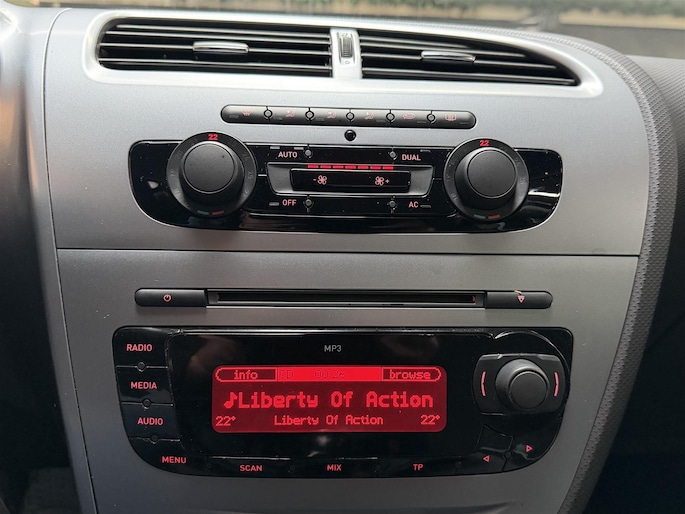 22 22
AUTO DUAL
- +
OFF AC
RADIO
MP3
MEDIA
AUDIO
MENU
info browse
♪Liberty Of Action
22° Liberty Of Action 22°
SCAN MIX TP